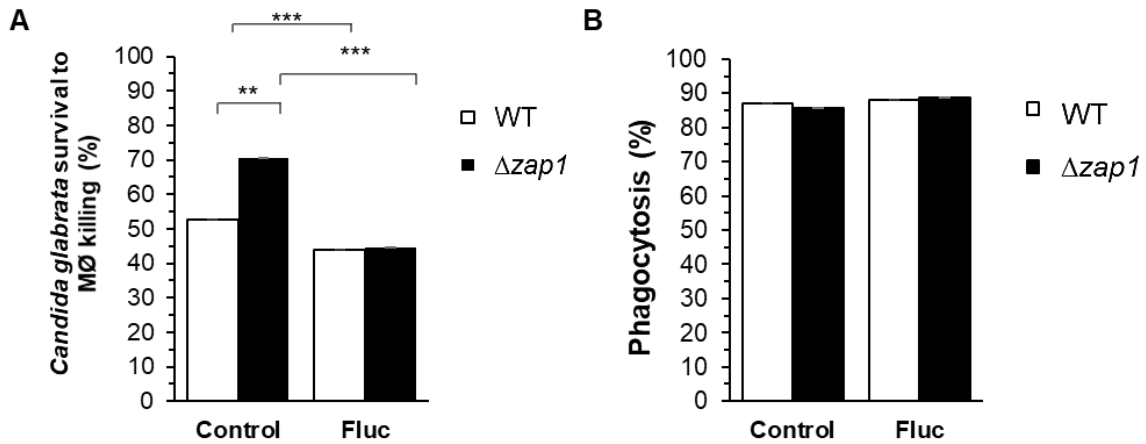 A
***
***
**
Candida glabrata survival to
MØ killing (%)
100
90
80
70
60
50
40
30
20
10
0
Control Fluc
WT
Δzap1
B
Phagocytosis (%)
100
90
80
70
60
50
40
30
20
10
0
Control Fluc
WT
Δzap1